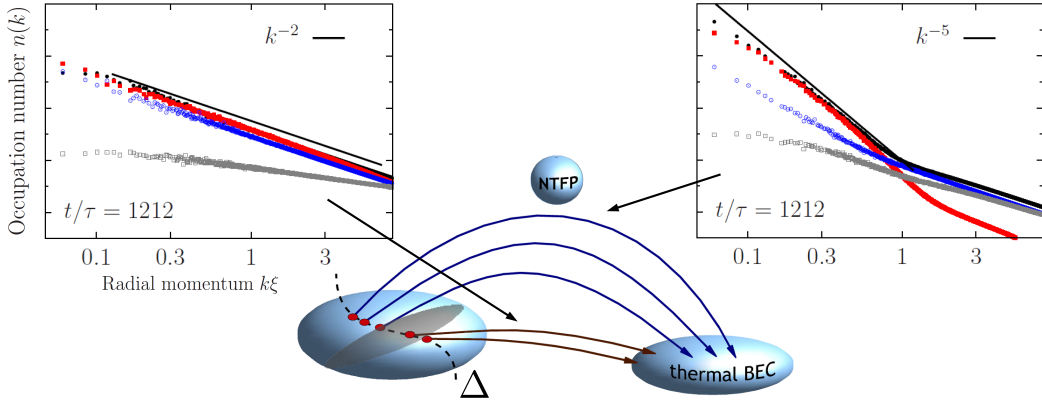 Occupation number n(k)
k⁻²
t/τ = 1212
0.1 0.3 1 3
Radial momentum kξ
k⁻⁵
t/τ = 1212
0.1 0.3 1 3
NTFP
thermal BEC
Δ